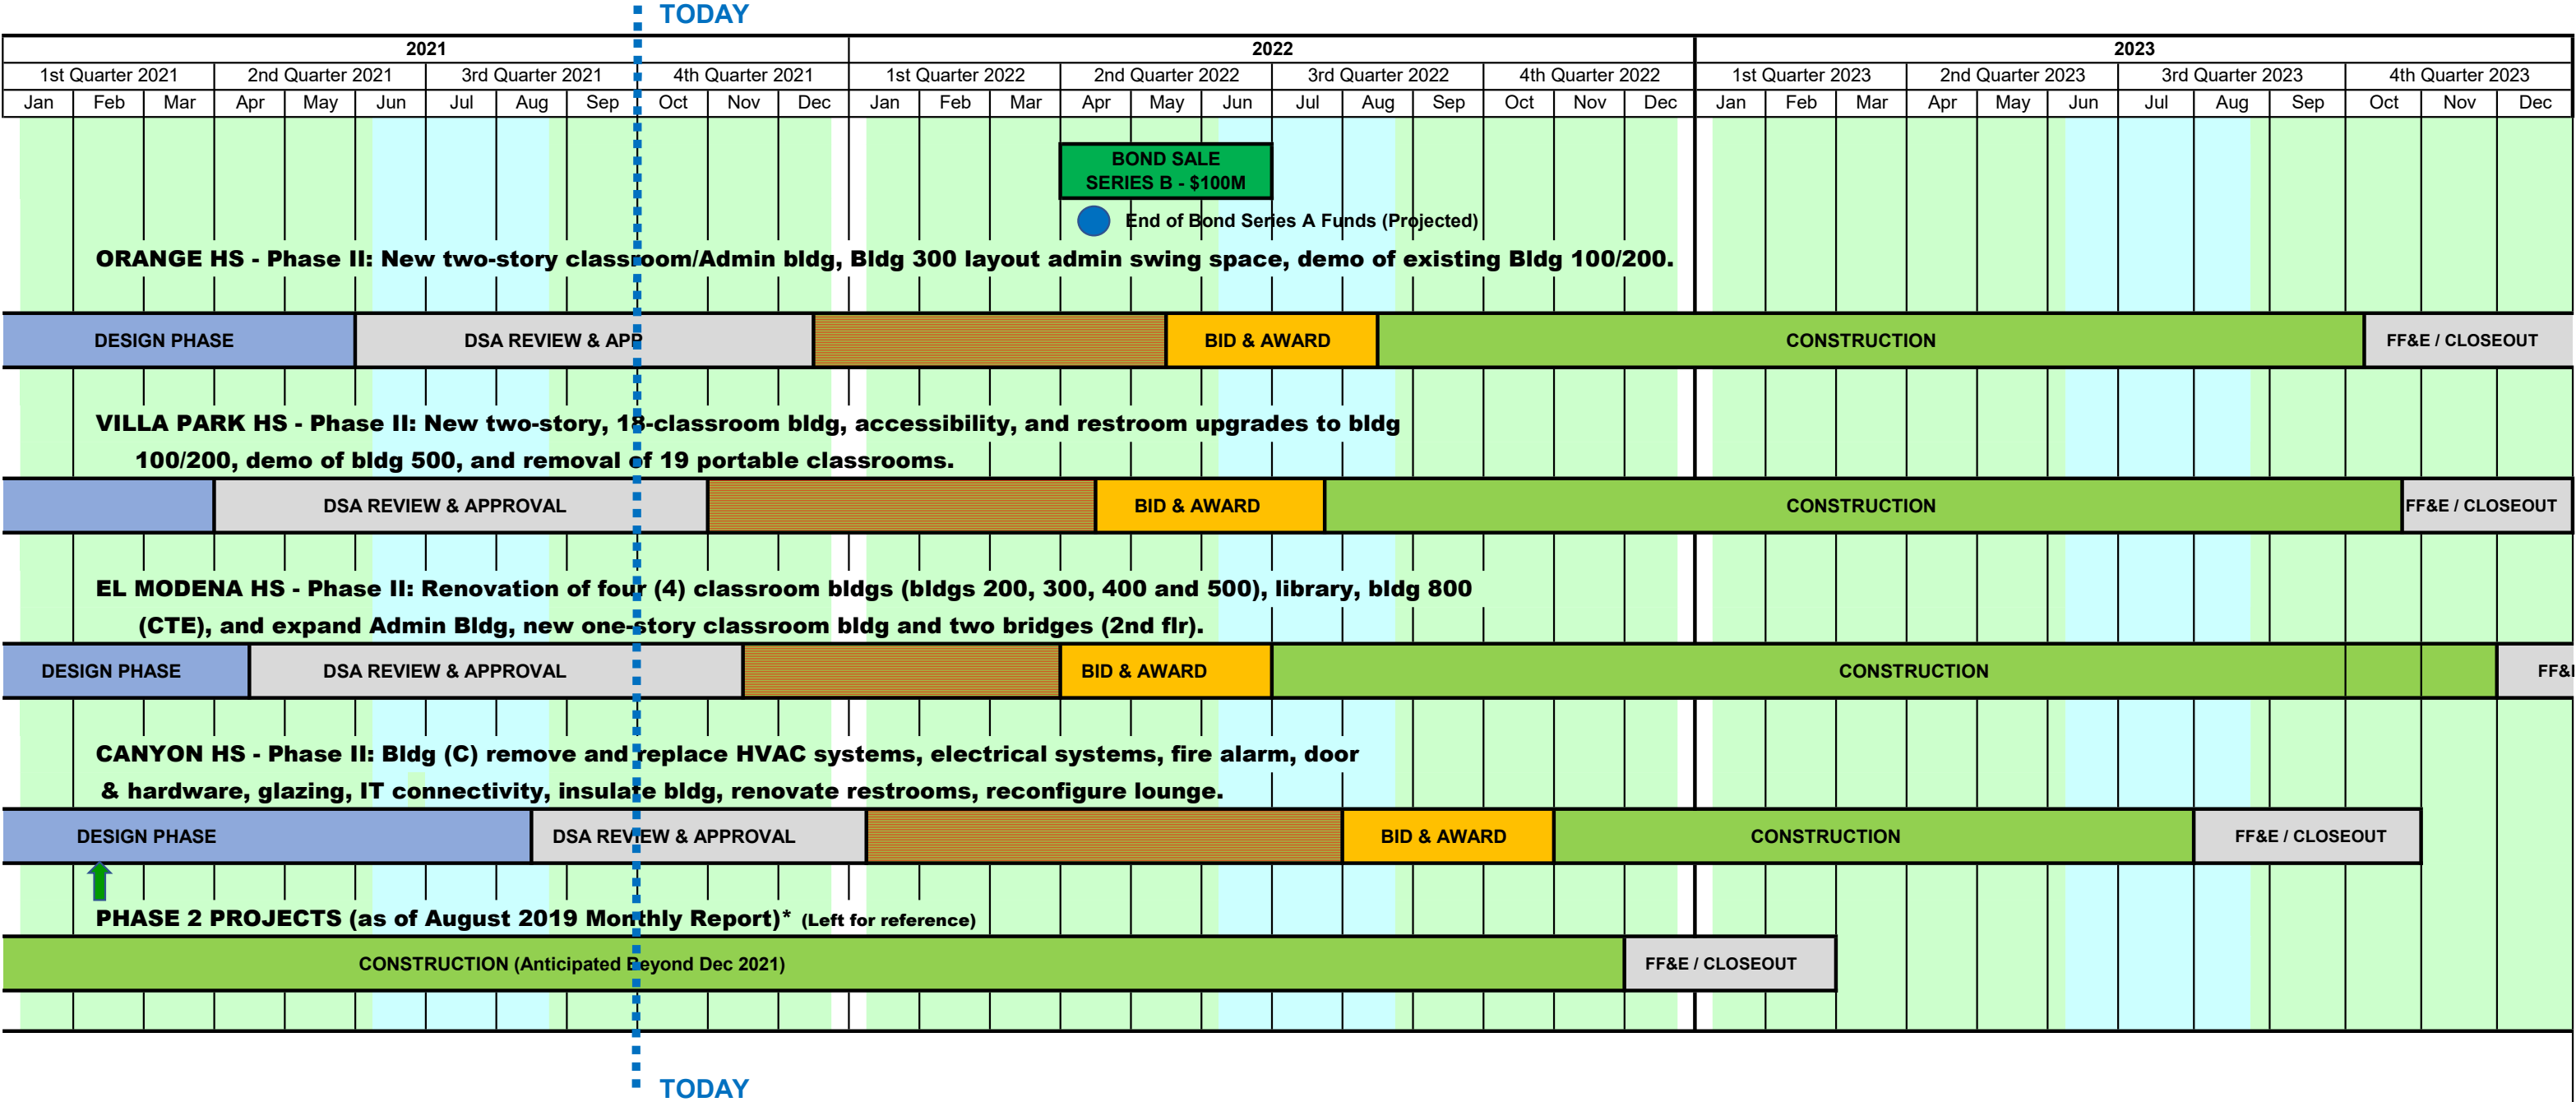 TODAY
2021 2022 2023
1st Quarter 2021 2nd Quarter 2021 3rd Quarter 2021 4th Quarter 2021 1st Quarter 2022 2nd Quarter 2022 3rd Quarter 2022 4th Quarter 2022 1st Quarter 2023 2nd Quarter 2023 3rd Quarter 2023 4th Quarter 2023
Jan Feb Mar Apr May Jun Jul Aug Sep Oct Nov Dec Jan Feb Mar Apr May Jun Jul Aug Sep Oct Nov Dec Jan Feb Mar Apr May Jun Jul Aug Sep Oct Nov Dec
BOND SALE
SERIES B - $100M
End of Bond Series A Funds (Projected)
ORANGE HS - Phase II: New two-story classroom/Admin bldg, Bldg 300 layout admin swing space, demo of existing Bldg 100/200.
DESIGN PHASE DSA REVIEW & APP BID & AWARD CONSTRUCTION FF&E / CLOSEOUT
VILLA PARK HS - Phase II: New two-story, 18-classroom bldg, accessibility, and restroom upgrades to bldg
100/200, demo of bldg 500, and removal of 19 portable classrooms.
DSA REVIEW & APPROVAL BID & AWARD CONSTRUCTION FF&E / CLOSEOUT
EL MODENA HS - Phase II: Renovation of four (4) classroom bldgs (bldgs 200, 300, 400 and 500), library, bldg 800
(CTE), and expand Admin Bldg, new one-story classroom bldg and two bridges (2nd flr).
DESIGN PHASE DSA REVIEW & APPROVAL BID & AWARD CONSTRUCTION FF&
CANYON HS - Phase II: Bldg (C) remove and replace HVAC systems, electrical systems, fire alarm, door
& hardware, glazing, IT connectivity, insulate bldg, renovate restrooms, reconfigure lounge.
DESIGN PHASE DSA REVIEW & APPROVAL BID & AWARD CONSTRUCTION FF&E / CLOSEOUT
PHASE 2 PROJECTS (as of August 2019 Monthly Report)* (Left for reference)
CONSTRUCTION (Anticipated Beyond Dec 2021) FF&E / CLOSEOUT
TODAY